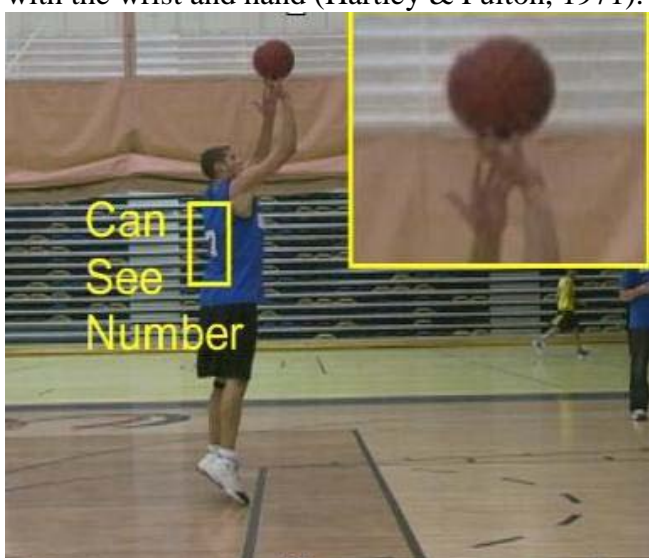 with the wrist and hand (Hartley & Fulton, 1971).
Can
See
Number